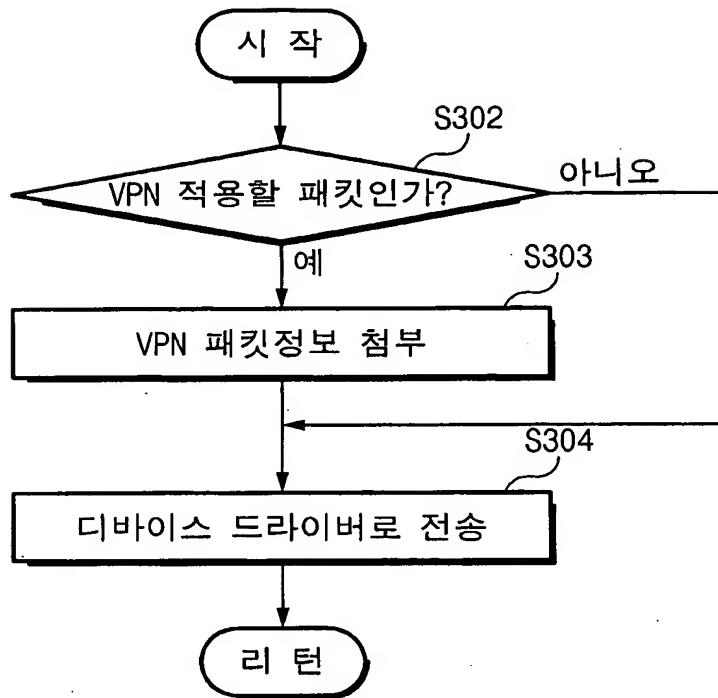 시 작
S302
VPN 적용할 패킷인가?
아니오
예
S303
VPN 패킷정보 첨부
S304
디바이스 드라이버로 전송
리 턴